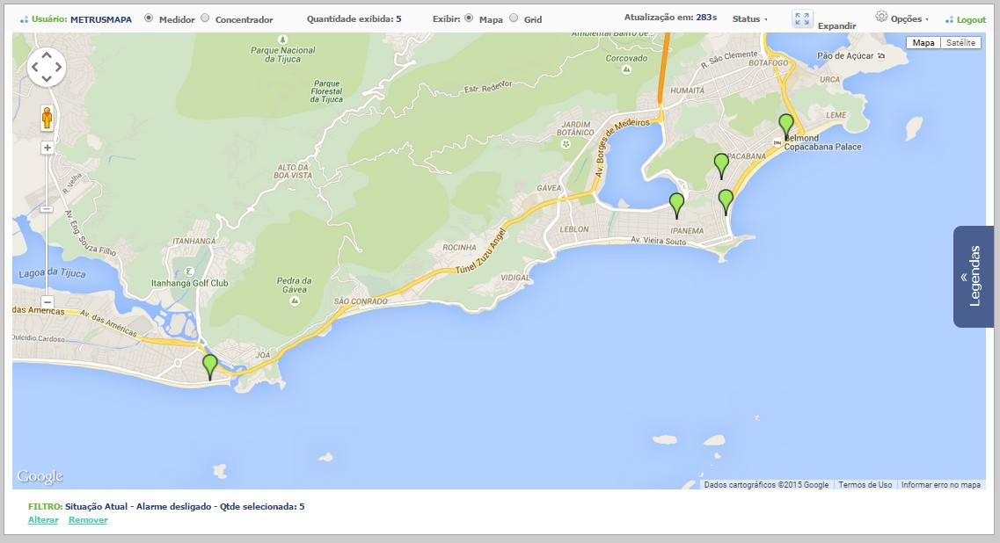 Usuário: METRUSMAPA
Medidor
Concentrador
Quantidade exibida: 5
Exibir: Mapa Grid
Atualização em: 283s
Status
Expandir
Opções
Logout
Mapa
Satélite
Parque Nacional
da Tijuca
Corcovado
R. São Clemente
BOTAFOGO
Pão de Açúcar
URCA
Parque
Florestal
da Tijuca
Estr. Redentor
HUMAITÁ
LEME
JARDIM
BOTÂNICO
Av. Borges de Medeiros
Belmond
Copacabana Palace
PACABANA
ALTO DA
BOA VISTA
R. Velha
GÁVEA
Av. Eng. Souza Filho
LEBLON
IPANEMA
Av. Vieira Souto
ITANHANGÁ
ROCINHA
Túnel Zuzu Angel
Lagoa da Tijuca
Itanhangá Golf Club
Pedra da
Gávea
VIDIGAL
SÃO CONRADO
das Américas
Av. das Américas
Dulcídio Cardoso
JOÁ
« Legendas
Google
Dados cartográficos ©2015 Google
Termos de Uso
Informar erro no mapa
FILTRO: Situação Atual - Alarme desligado - Qtde selecionada: 5
Alterar Remover